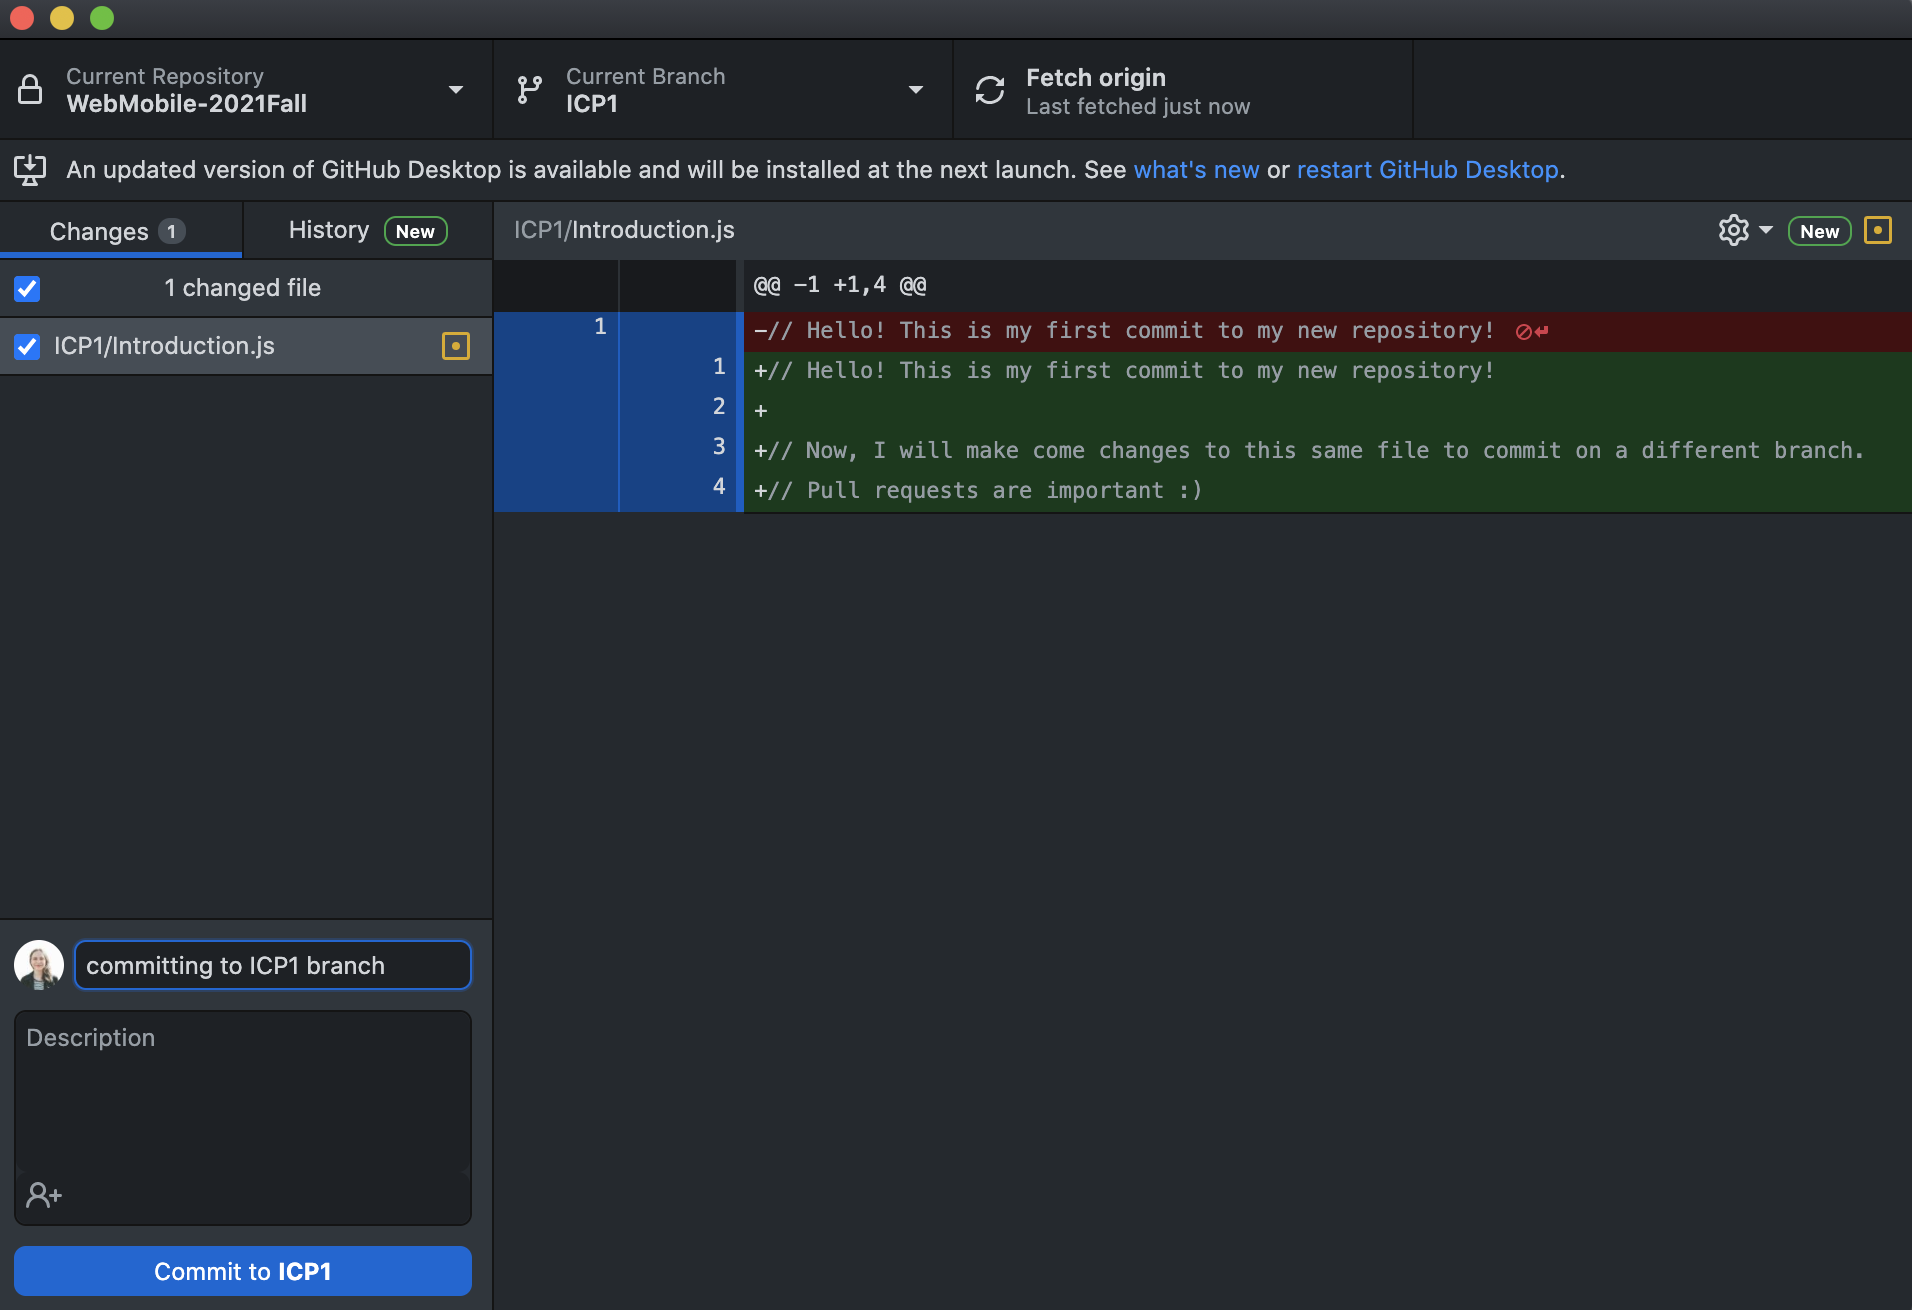 Current Repository
WebMobile-2021Fall
Current Branch
ICP1
Fetch origin
Last fetched just now
An updated version of GitHub Desktop is available and will be installed at the next launch. See what's new or restart GitHub Desktop.
Changes 1
History New
ICP1/Introduction.js
New
1 changed file
ICP1/Introduction.js
@@ -1 +1,4 @@
1 -// Hello! This is my first commit to my new repository!
1 +// Hello! This is my first commit to my new repository!
2 +
3 +// Now, I will make come changes to this same file to commit on a different branch.
4 +// Pull requests are important :)
committing to ICP1 branch
Description
Commit to ICP1